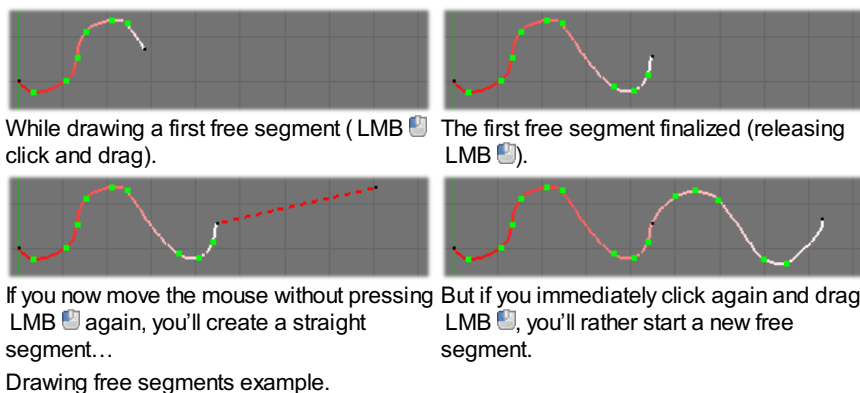 While drawing a first free segment ( LMB
click and drag).
The first free segment finalized (releasing
LMB ).
If you now move the mouse without pressing
LMB again, you'll create a straight
segment…
But if you immediately click again and drag
LMB , you'll rather start a new free
segment.
Drawing free segments example.